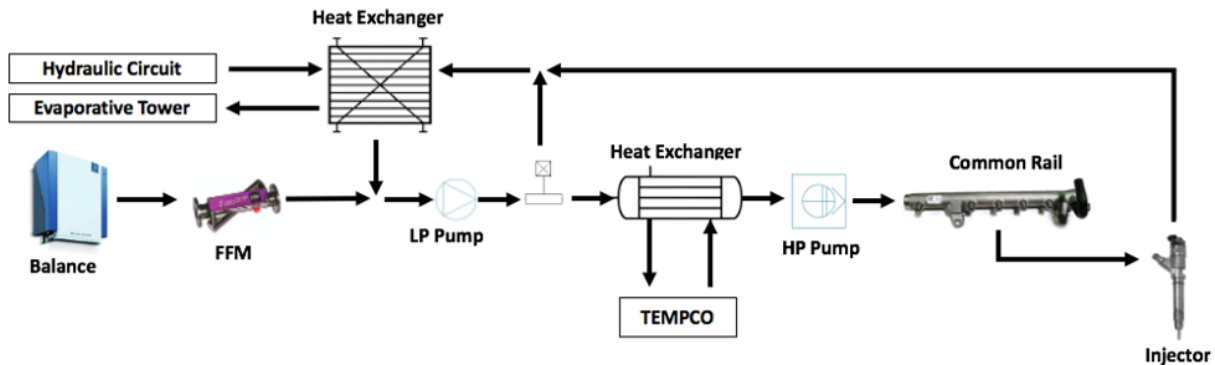 Heat Exchanger
Hydraulic Circuit
Evaporative Tower
Heat Exchanger
Common Rail
Balance
FFM
LP Pump
HP Pump
TEMPCO
Injector